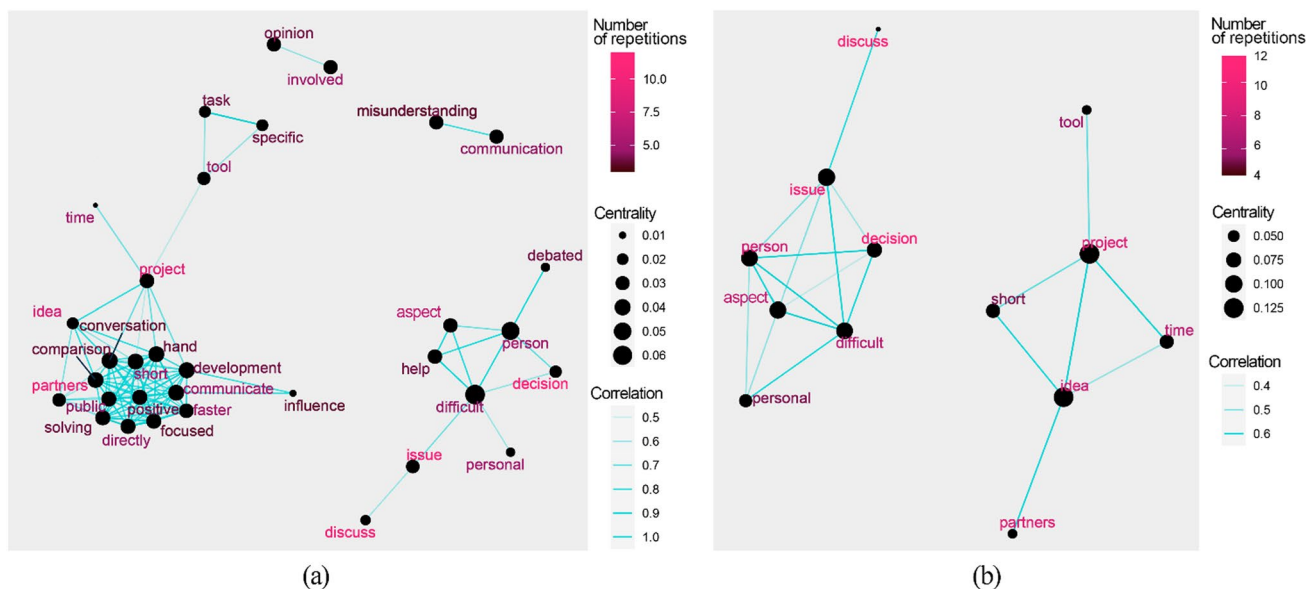 opinion
involved
task
specific
tool
misunderstanding
communication
time
project
idea
conversation
comparison
hand
short
development
partners
public
communicate
positive
faster
influence
solving
directly
focused
debated
aspect
person
help
decision
difficult
issue
personal
discuss
Number
of repetitions
10.0
7.5
5.0
Centrality
0.01
0.02
0.03
0.04
0.05
0.06
Correlation
0.5
0.6
0.7
0.8
0.9
1.0
(a)
discuss
issue
person
decision
aspect
difficult
personal
tool
project
short
time
idea
partners
Number
of repetitions
12
10
8
6
4
Centrality
0.050
0.075
0.100
0.125
Correlation
0.4
0.5
0.6
(b)